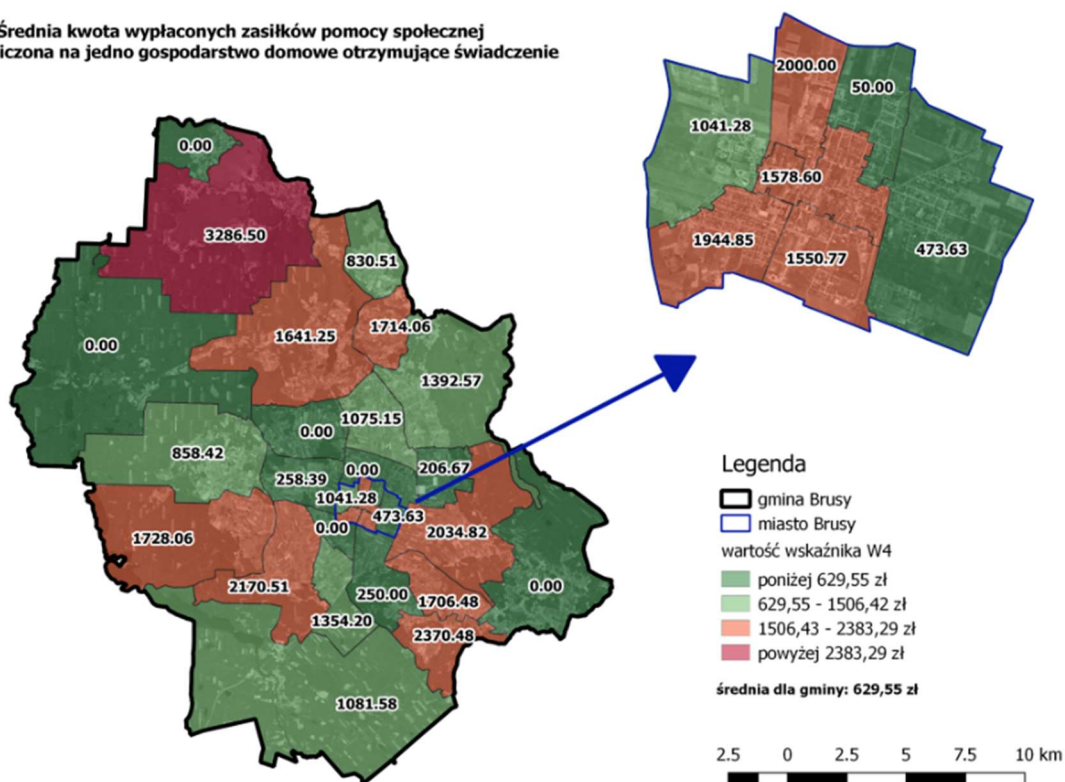 Średnia kwota wypłaconych zasiłków pomocy społecznej
iczona na jedno gospodarstwo domowe otrzymujące świadczenie
2000.00
50.00
1041.28
1578.60
1944.85
1550.77
473.63
0.00
3286.50
830.51
1714.06
1641.25
0.00
1392.57
1075.15
0.00
858.42
0.00
206.67
258.39
1041.28
473.63
0.00
2034.82
1728.06
2170.51
250.00
1706.48
0.00
1354.20
2370.48
1081.58
Legenda
gmina Brusy
miasto Brusy
wartość wskaźnika W4
poniżej 629,55 zł
629,55 - 1506,42 zł
1506,43 - 2383,29 zł
powyżej 2383,29 zł
średnia dla gminy: 629,55 zł
2.5 0 2.5 5 7.5 10 km